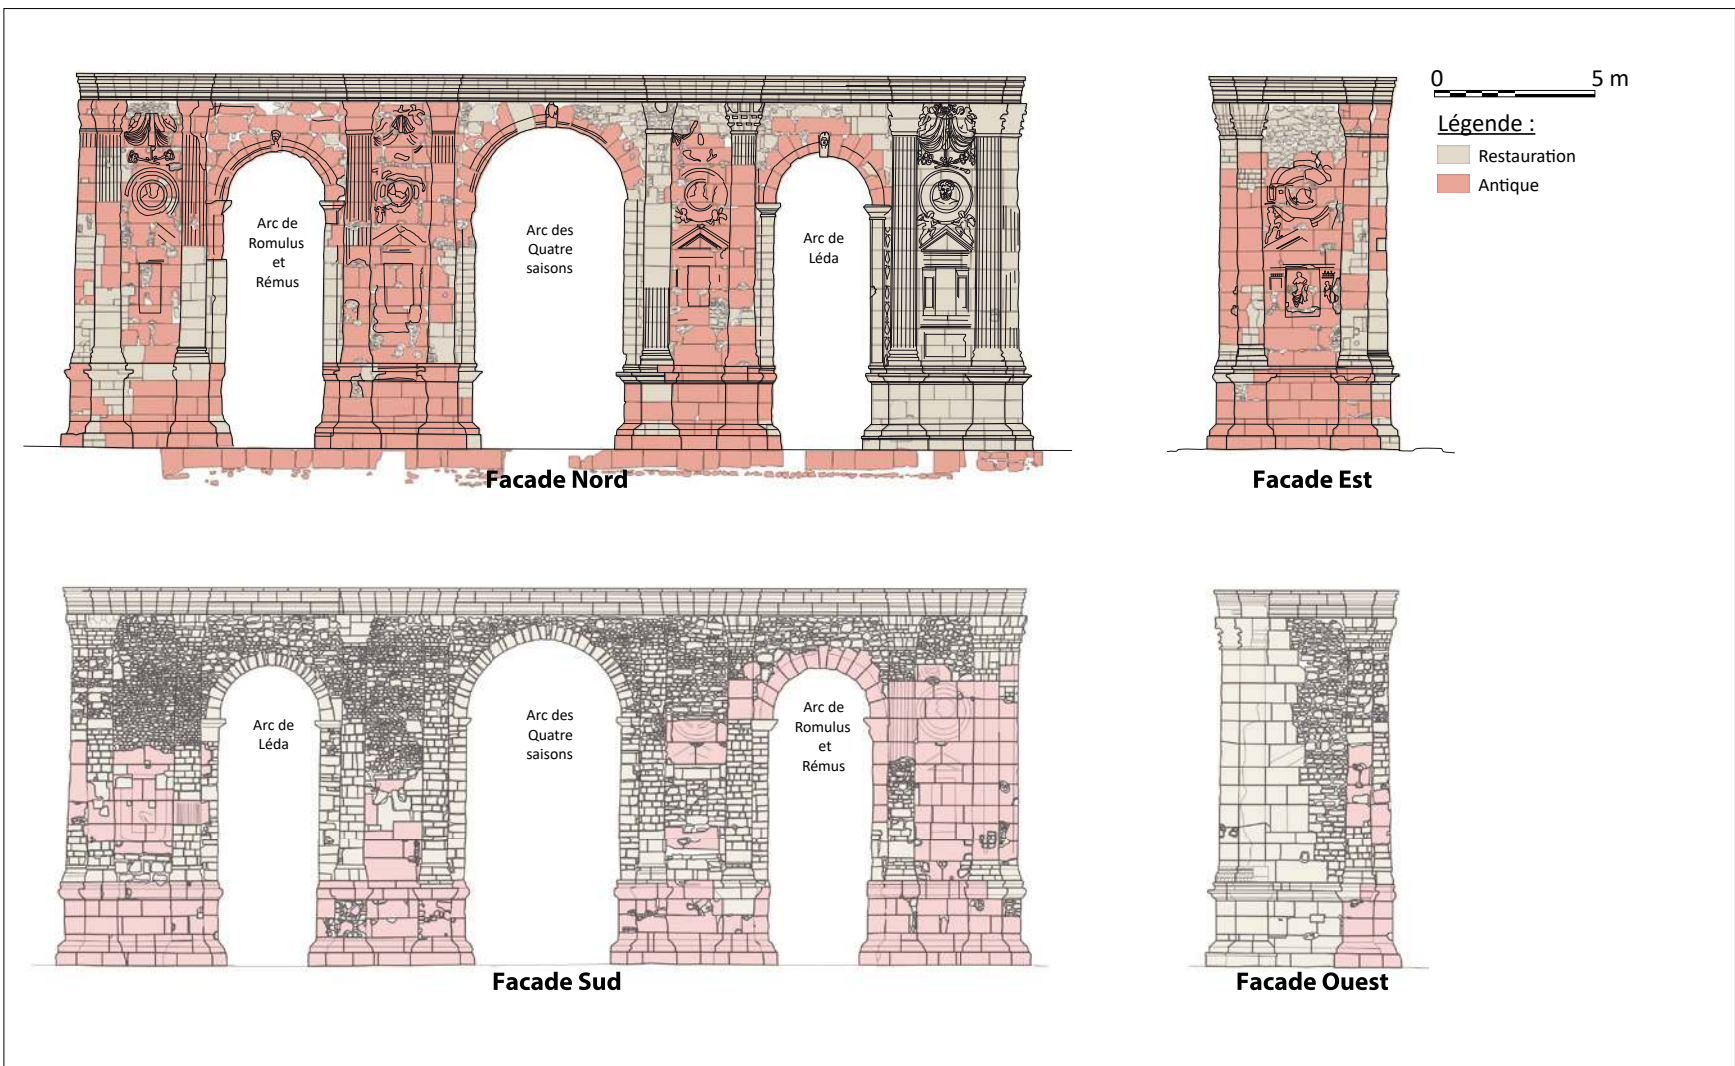 0 5 m
Légende :
Restauration
Antique
Arc de
Romulus
et
Rémus
Arc des
Quatre
saisons
Arc de
Léda
Facade Nord
Facade Est
Arc de
Léda
Arc des
Quatre
saisons
Arc de
Romulus
et
Rémus
Facade Sud
Facade Ouest